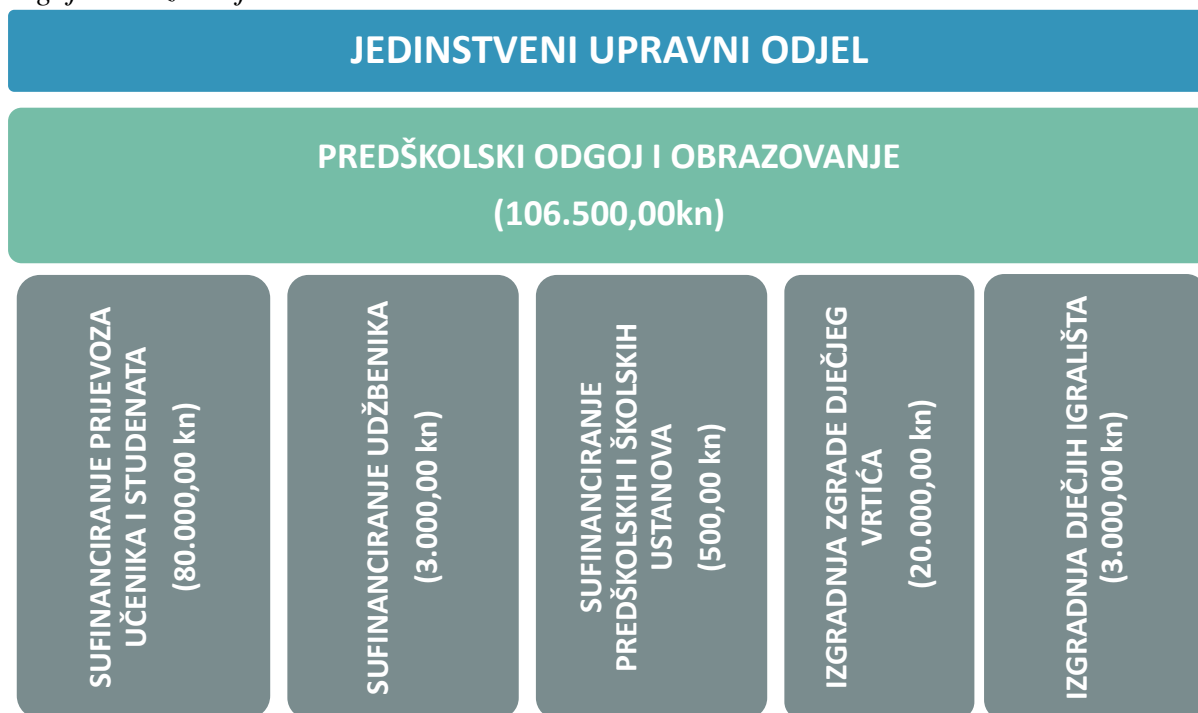 JEDINSTVENI UPRAVNI ODJEL
PREDŠKOLSKI ODGOJ I OBRAZOVANJE
(106.500,00kn)
SUFINANCIRANJE PRIJEVOZA
UČENIKA I STUDENATA
(80.000,00 kn)
SUFINANCIRANJE UDŽBENIKA
(3.000,00 kn)
SUFINANCIRANJE
PREDŠKOLSKIH I ŠKOLSKIH
USTANOVA
(500,00 kn)
IZGRADNJA ZGRADE DJEČJEG
VRTIĆA
(20.000,00 kn)
IZGRADNJA DJEČJIH IGRALIŠTA
(3.000,00 kn)